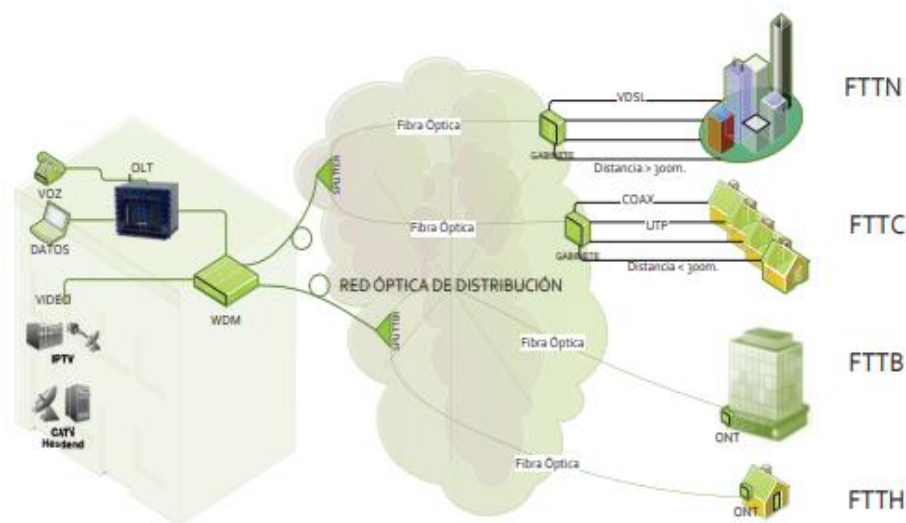 VOZ
DATOS
VIDEO
IPTV
CATV
Headend
OLT
WDM
SPLITTER
SPLITTER
RED ÓPTICA DE DISTRIBUCIÓN
Fibra Óptica
GABINETE
VDSL
Distancia > 300m.
FTTN
Fibra Óptica
GABINETE
COAX
UTP
Distancia < 300m.
FTTC
Fibra Óptica
ONT
FTTB
Fibra Óptica
ONT
FTTH